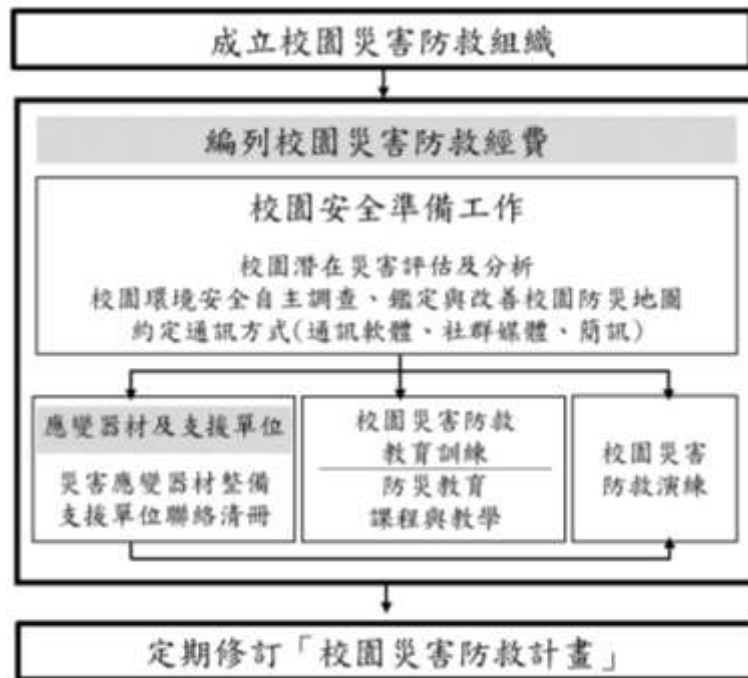 成立校園災害防救組織
編列校園災害防救經費
校園安全準備工作
校園潛在災害評估及分析
校園環境安全自主調查、鑑定與改善校園防災地圖
約定通訊方式(通訊軟體、社群媒體、簡訊)
應變器材及支援單位
災害應變器材整備
支援單位聯絡清冊
校園災害防救
教育訓練
防災教育
課程與教學
校園災害
防救演練
定期修訂「校園災害防救計畫」